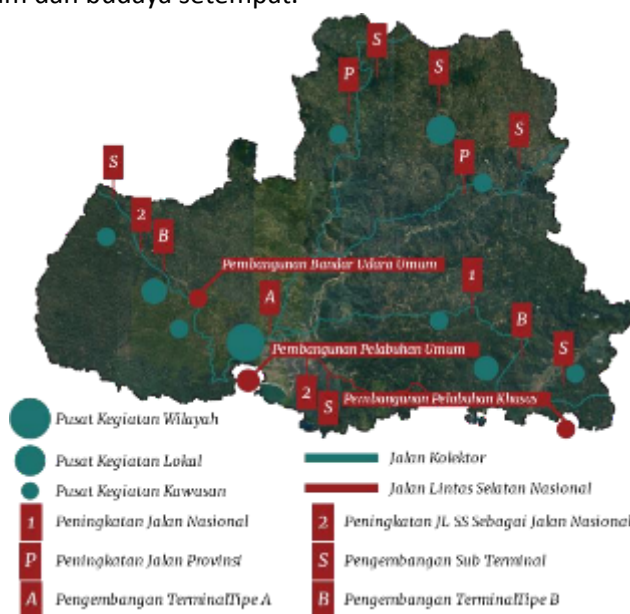 dan budaya setempat.
S
S
P
S
S
P
S
2
B
Pembangunan Bandar Udara Umum
A
1
B
Pembangunan Pelabuhan Umum
S
2
S
Pembangunan Pelabuhan Khusus
Pusat Kegiatan Wilayah
Pusat Kegiatan Lokal
Jalan Kolektor
Pusat Kegiatan Kawasan
Jalan Lintas Selatan Nasional
1 Peningkatan Jalan Nasional
2 Peningkatan JL SS Sebagai Jalan Nasional
P Peningkatan Jalan Provinsi
S Pengembangan Sub Terminal
A Pengembangan TerminalTipe A
B Pengembangan TerminalTipe B